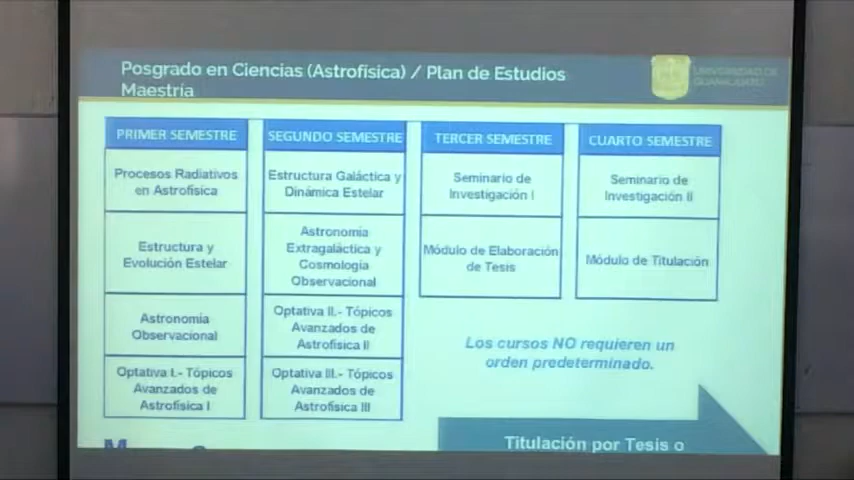 Posgrado en Ciencias (Astrofísica) / Plan de Estudios
Maestría
UNIVERSIDAD DE
GUANAJUATO
PRIMER SEMESTRE
Procesos Radiativos
en Astrofísica
Estructura y
Evolución Estelar
Astronomía
Observacional
Optativa I.- Tópicos
Avanzados de
Astrofísica I
SEGUNDO SEMESTRE
Estructura Galáctica y
Dinámica Estelar
Astronomía
Extragaláctica y
Cosmología
Observacional
Optativa II.- Tópicos
Avanzados de
Astrofísica II
Optativa III.- Tópicos
Avanzados de
Astrofísica III
TERCER SEMESTRE
Seminario de
Investigación I
Módulo de Elaboración
de Tesis
CUARTO SEMESTRE
Seminario de
Investigación II
Módulo de Titulación
Los cursos NO requieren un
orden predeterminado.
Titulación por Tesis o